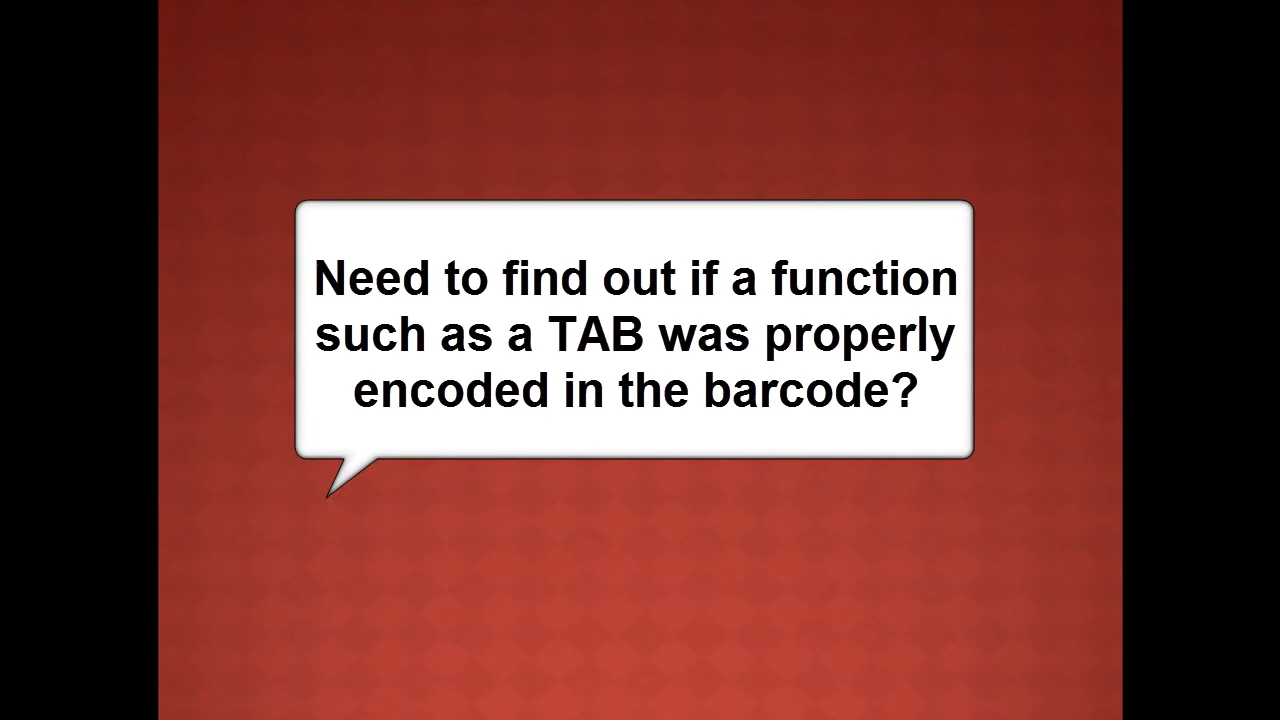 Need to find out if a function
such as a TAB was properly
encoded in the barcode?